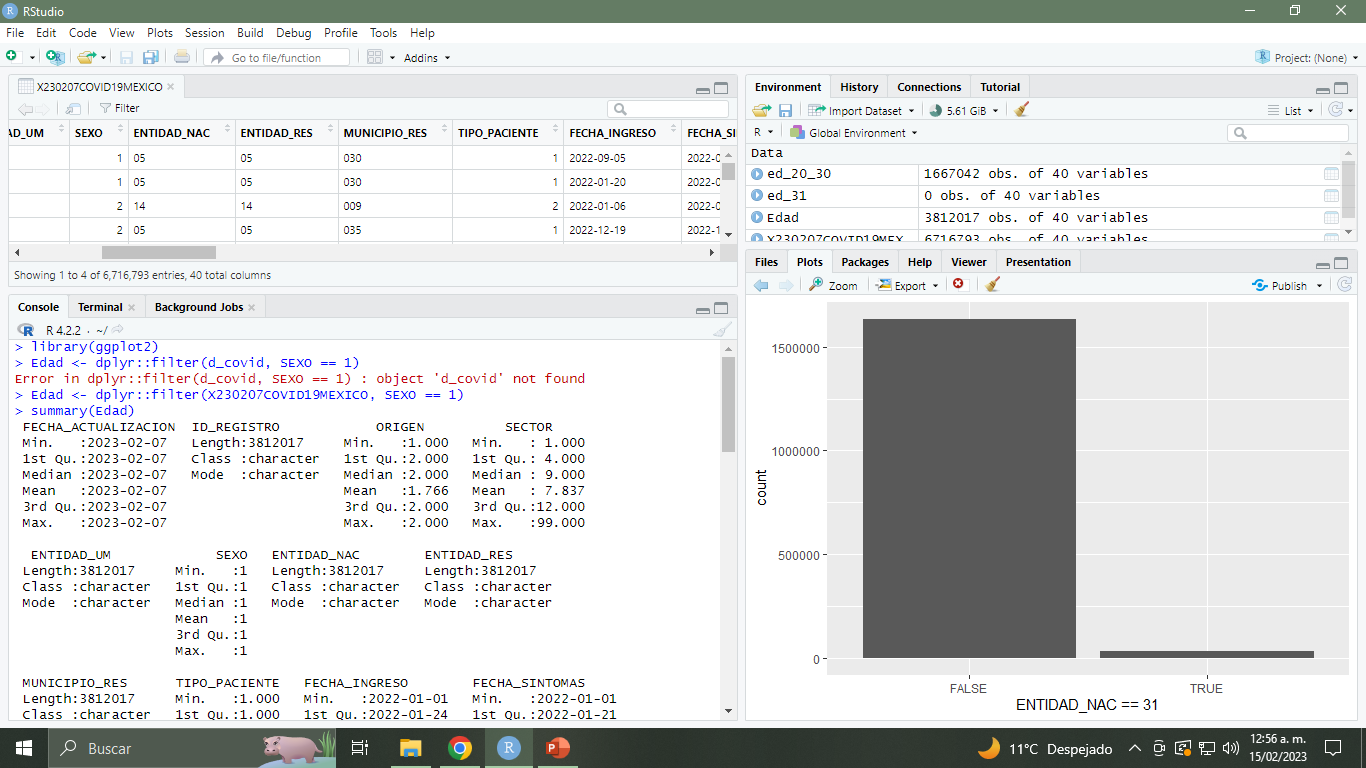 RStudio
File Edit Code View Plots Session Build Debug Profile Tools Help
Go to file/function Addins Project: (None)
X230207COVID19MEXICO
Filter
AD_UM SEXO ENTIDAD_NAC ENTIDAD_RES MUNICIPIO_RES TIPO_PACIENTE FECHA_INGRESO FECHA_SI
1 05 05 030 1 2022-09-05 2022-0
1 05 05 030 1 2022-01-20 2022-0
2 14 14 009 2 2022-01-06 2022-0
2 05 05 035 1 2022-12-19 2022-1
Showing 1 to 4 of 6,716,793 entries, 40 total columns
Console Terminal Background Jobs
R 4.2.2 · ~/
> library(ggplot2)
> Edad <- dplyr::filter(d_covid, SEXO == 1)
Error in dplyr::filter(d_covid, SEXO == 1) : object 'd_covid' not found
> Edad <- dplyr::filter(X230207COVID19MEXICO, SEXO == 1)
> summary(Edad)
FECHA_ACTUALIZACION ID_REGISTRO ORIGEN SECTOR
Min. :2023-02-07 Length:3812017 Min. :1.000 Min. : 1.000
1st Qu.:2023-02-07 Class :character 1st Qu.:2.000 1st Qu.: 4.000
Median :2023-02-07 Mode :character Median :2.000 Median : 9.000
Mean :2023-02-07 Mean :1.766 Mean : 7.837
3rd Qu.:2023-02-07 3rd Qu.:2.000 3rd Qu.:12.000
Max. :2023-02-07 Max. :2.000 Max. :99.000
ENTIDAD_UM SEXO ENTIDAD_NAC ENTIDAD_RES
Length:3812017 Min. :1 Length:3812017 Length:3812017
Class :character 1st Qu.:1 Class :character Class :character
Mode :character Median :1 Mode :character Mode :character
Mean :1
3rd Qu.:1
Max. :1
MUNICIPIO_RES TIPO_PACIENTE FECHA_INGRESO FECHA_SINTOMAS
Length:3812017 Min. :1.000 Min. :2022-01-01 Min. :2022-01-01
Class :character 1st Qu.:1.000 1st Qu.:2022-01-24 1st Qu.:2022-01-21
Environment History Connections Tutorial
Import Dataset 5.61 GiB List
R Global Environment
Data
ed_20_30 1667042 obs. of 40 variables
ed_31 0 obs. of 40 variables
Edad 3812017 obs. of 40 variables
X230207COVID19MEX 6716793 obs. of 40 variables
Files Plots Packages Help Viewer Presentation
Zoom Export Publish
1500000
1000000
500000
0
count
FALSE TRUE
ENTIDAD_NAC == 31
Buscar
11°C Despejado
12:56 a. m.
15/02/2023